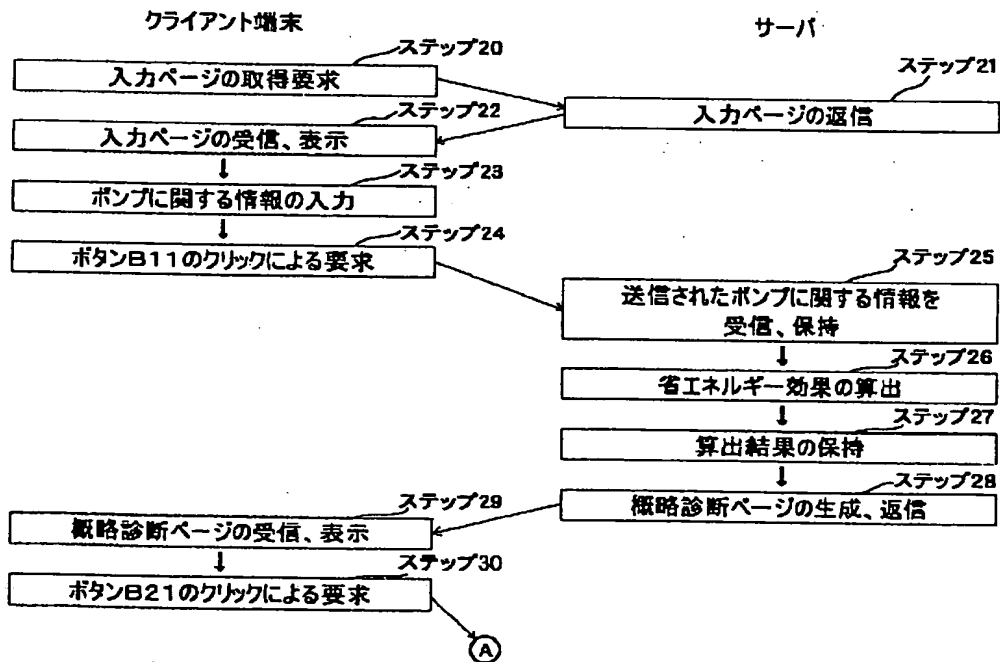 クライアント端末
サーバ
ステップ20
入力ページの取得要求
ステップ21
入力ページの返信
ステップ22
入力ページの受信、表示
ステップ23
ポンプに関する情報の入力
ステップ24
ボタンB11のクリックによる要求
ステップ25
送信されたポンプに関する情報を
受信、保持
ステップ26
省エネルギー効果の算出
ステップ27
算出結果の保持
ステップ28
概略診断ページの生成、返信
ステップ29
概略診断ページの受信、表示
ステップ30
ボタンB21のクリックによる要求
A